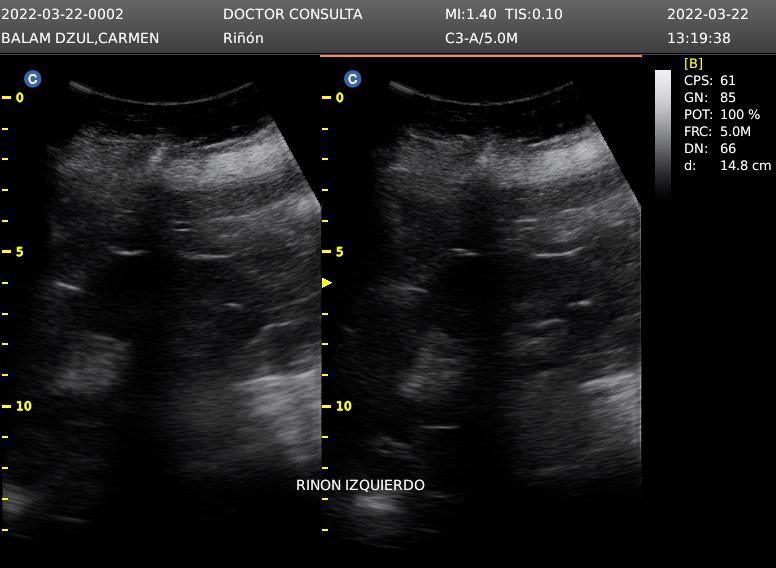 2022-03-22-0002 DOCTOR CONSULTA MI:1.40 TIS:0.10 2022-03-22
BALAM DZUL,CARMEN Riñón C3-A/5.0M 13:19:38
[B]
CPS: 61
GN: 85
POT: 100 %
FRC: 5.0M
DN: 66
d: 14.8 cm
C C
0 0
5 5
10 10
RINON IZQUIERDO